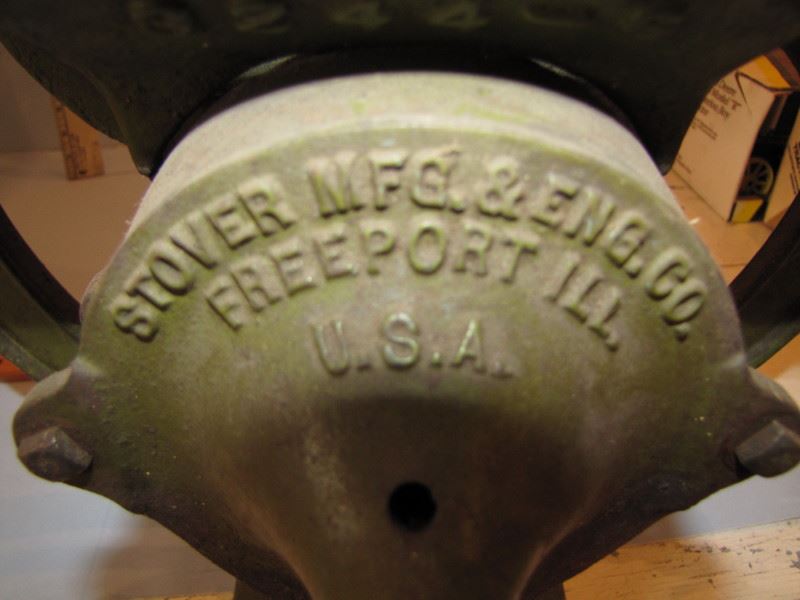 STOVER MFG. & ENG. CO.
FREEPORT ILL.
U.S.A.